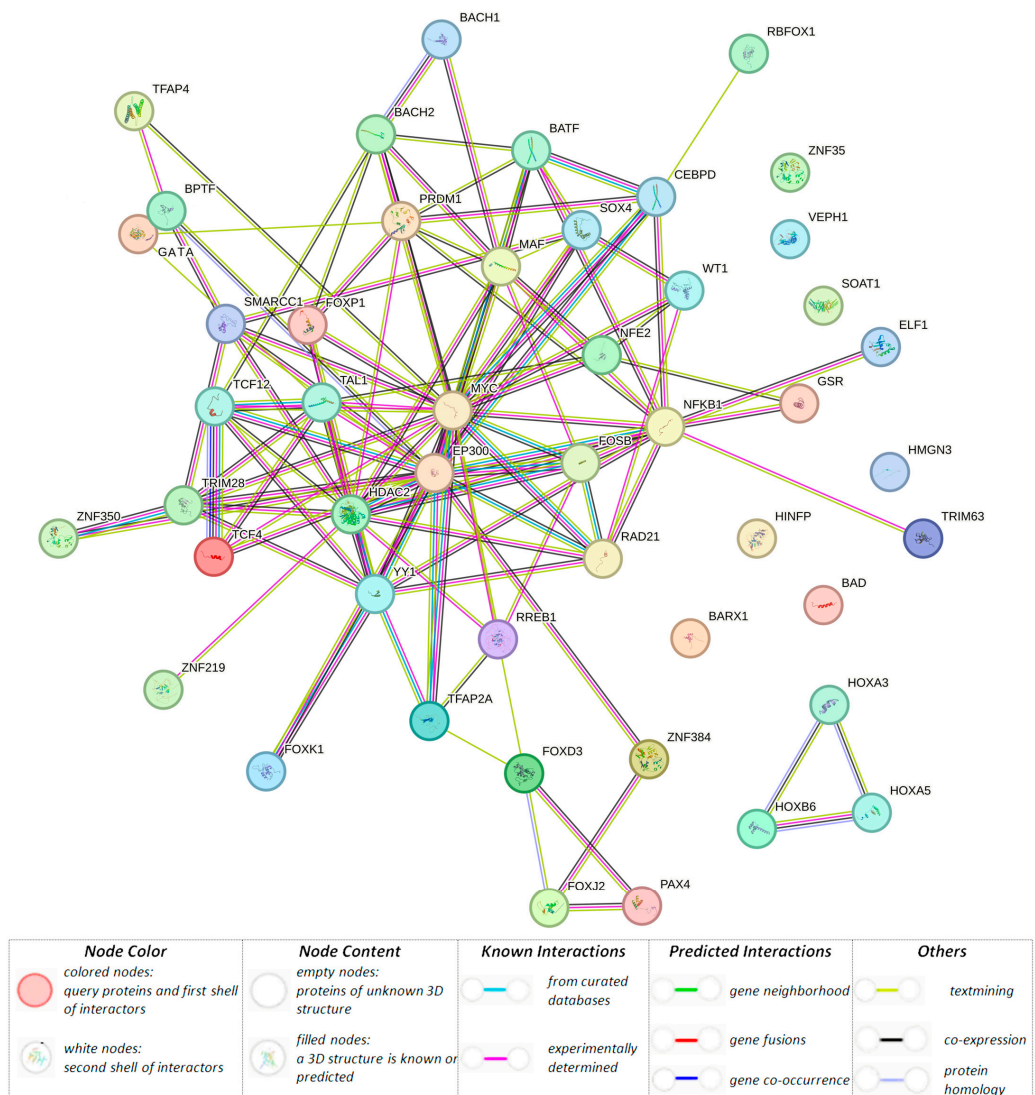 BACH1
RBFOX1
TFAP4
BACH2
BATF
ZNF35
BPTF
PRDM1
CEBPD
SOX4
VEPH1
GATA
MAF
WT1
SOAT1
SMARCC1
FOXP1
NFE2
ELF1
TCF12
TAL1
MYC
GSR
NFKB1
EP300
FOSB
HMGN3
ZNF350
TRIM28
HDAC2
TCF4
RAD21
HINFP
TRIM63
YY1
BAD
RREB1
BARX1
ZNF219
TFAP2A
HOXA3
FOXK1
FOXD3
ZNF384
HOXB6
HOXA5
FOXJ2
PAX4
Node Color
colored nodes:
query proteins and first shell
of interactors
white nodes:
second shell of interactors
Node Content
empty nodes:
proteins of unknown 3D
structure
filled nodes:
a 3D structure is known or
predicted
Known Interactions
from curated
databases
experimentally
determined
Predicted Interactions
gene neighborhood
gene fusions
gene co-occurrence
Others
textmining
co-expression
protein
homology